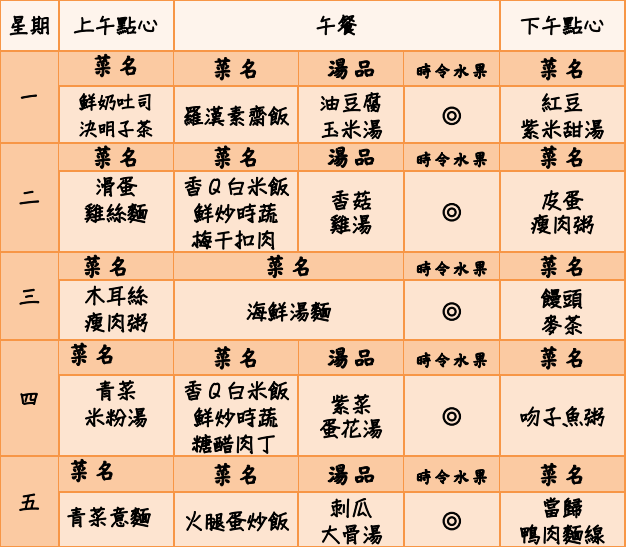 星期 上午點心 午餐 下午點心
菜名 菜名 湯品 時令水果 菜名
一
鮮奶吐司
決明子茶
羅漢素齋飯
油豆腐
玉米湯
◎
紅豆
紫米甜湯
菜名 菜名 湯品 時令水果 菜名
二
滑蛋
雞絲麵
香Q白米飯
鮮炒時蔬
梅干扣肉
香菇
雞湯
◎
皮蛋
瘦肉粥
菜名 菜名 時令水果 菜名
三
木耳絲
瘦肉粥
海鮮湯麵
◎
饅頭
麥茶
菜名 菜名 湯品 時令水果 菜名
四
青菜
米粉湯
香Q白米飯
鮮炒時蔬
糖醋肉丁
紫菜
蛋花湯
◎
吻子魚粥
菜名 菜名 湯品 時令水果 菜名
五
青菜意麵
火腿蛋炒飯
刺瓜
大骨湯
◎
當歸
鴨肉麵線